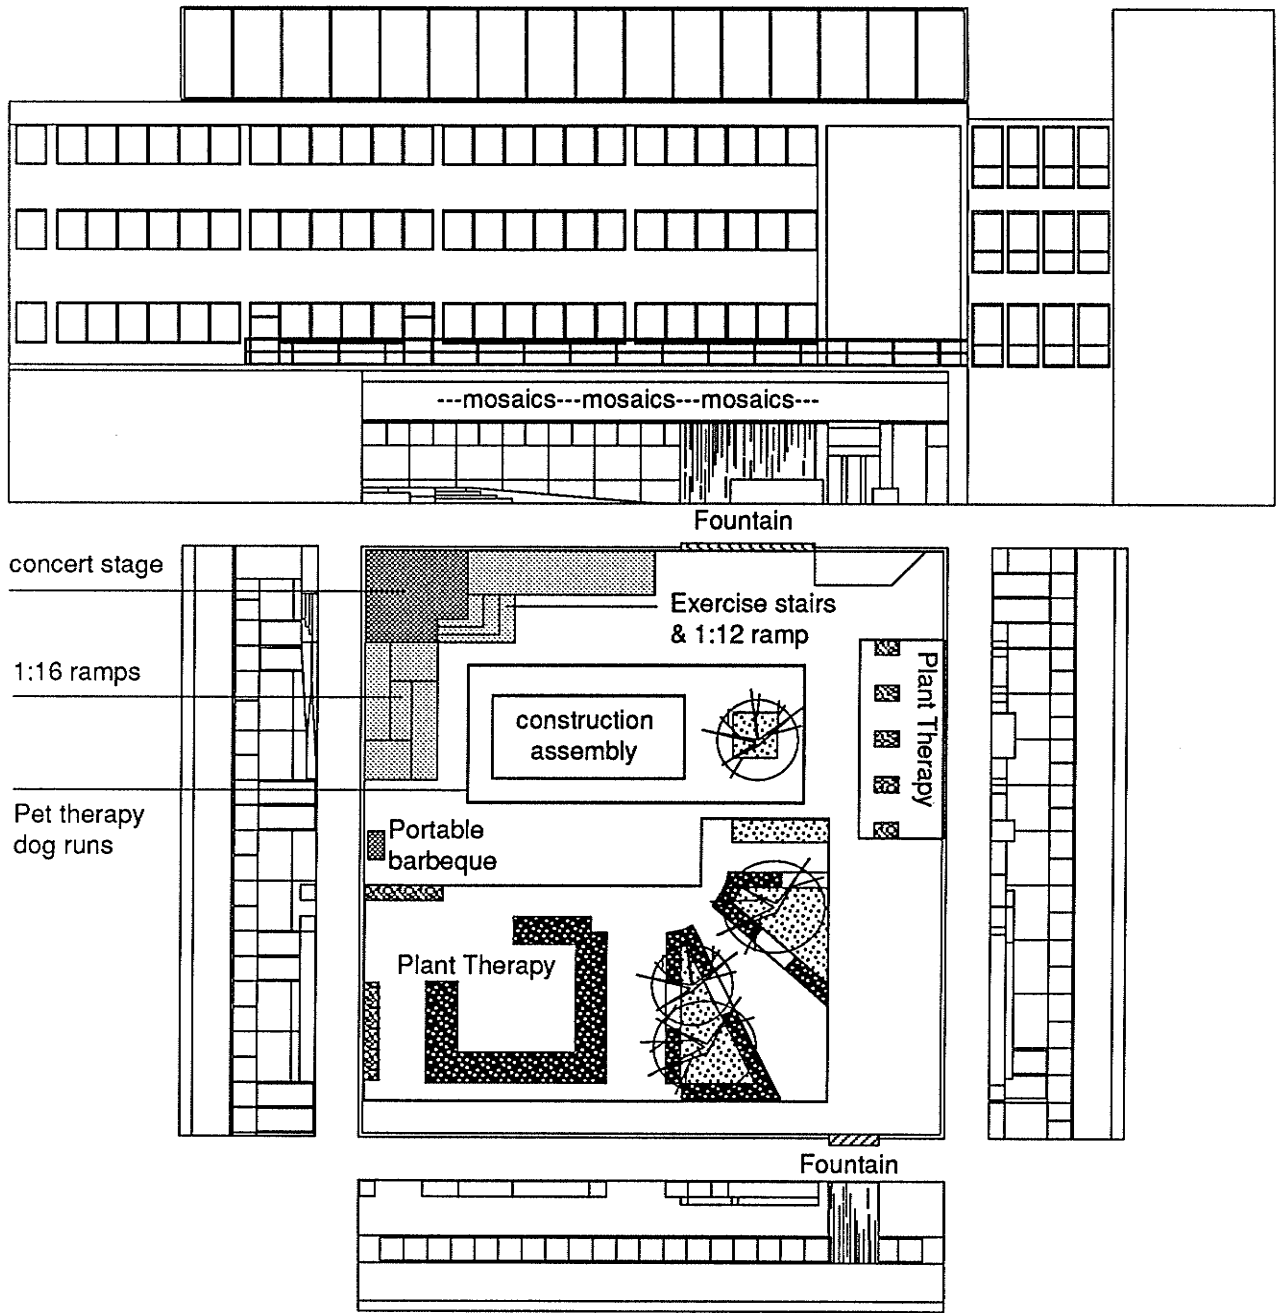 ---mosaics---mosaics---mosaics---
Fountain
concert stage
Exercise stairs
& 1:12 ramp
1:16 ramps
construction
assembly
Plant Therapy
Pet therapy
dog runs
Portable
barbeque
Plant Therapy
Fountain